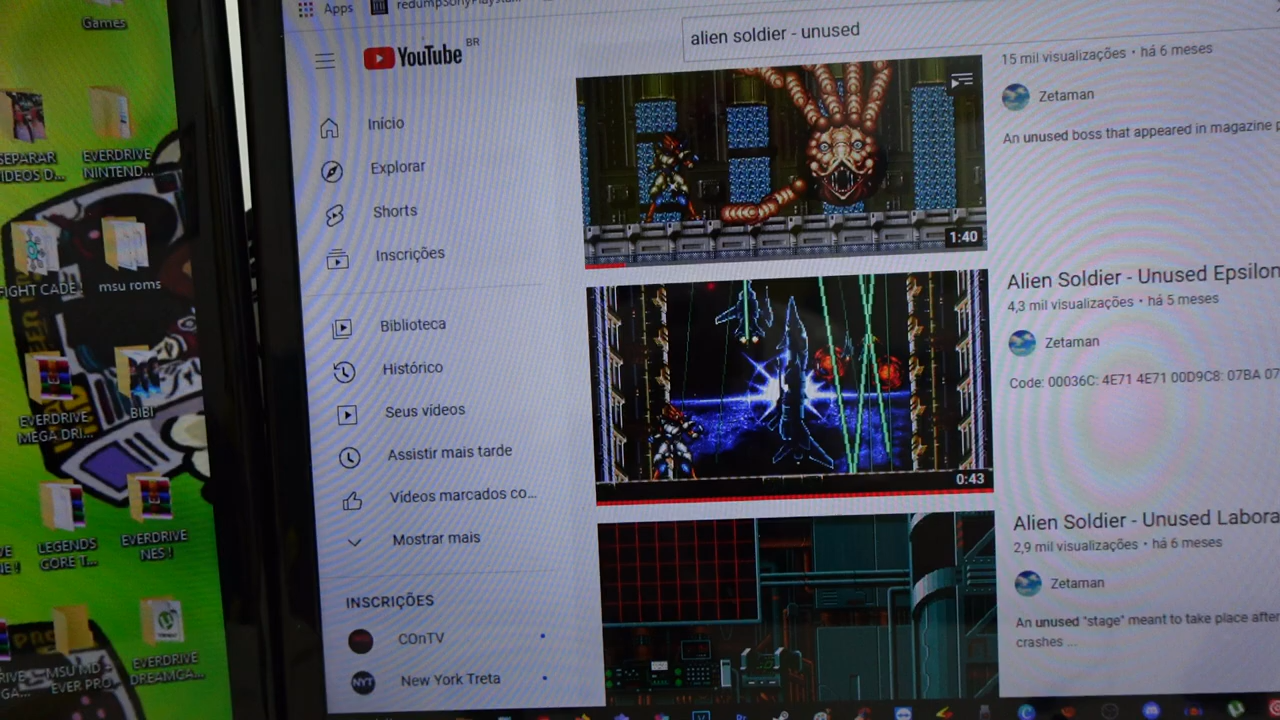 Games
SEPARAR
EVERDRIVE
NINTEND...
FIGHT CADE
msu roms
EVERDRIVE
MEGA DRI...
BIBI
LEGENDS
GORE T...
EVERDRIVE
NES !
MSU MD -
EVER PRO
EVERDRIVE
DREAMGA...
Apps
YouTube BR
alien soldier - unused
Início
Explorar
Shorts
Inscrições
Biblioteca
Histórico
Seus vídeos
Assistir mais tarde
Vídeos marcados co...
Mostrar mais
INSCRIÇÕES
COnTV
NYT
New York Treta
1:40
15 mil visualizações • há 6 meses
Zetaman
An unused boss that appeared in magazine
0:43
Alien Soldier - Unused Epsilon
4,3 mil visualizações • há 5 meses
Zetaman
Code: 00036C: 4E71 4E71 00D9C8: 07BA 07
Alien Soldier - Unused Labora
2,9 mil visualizações • há 6 meses
Zetaman
An unused "stage" meant to take place after
crashes ...